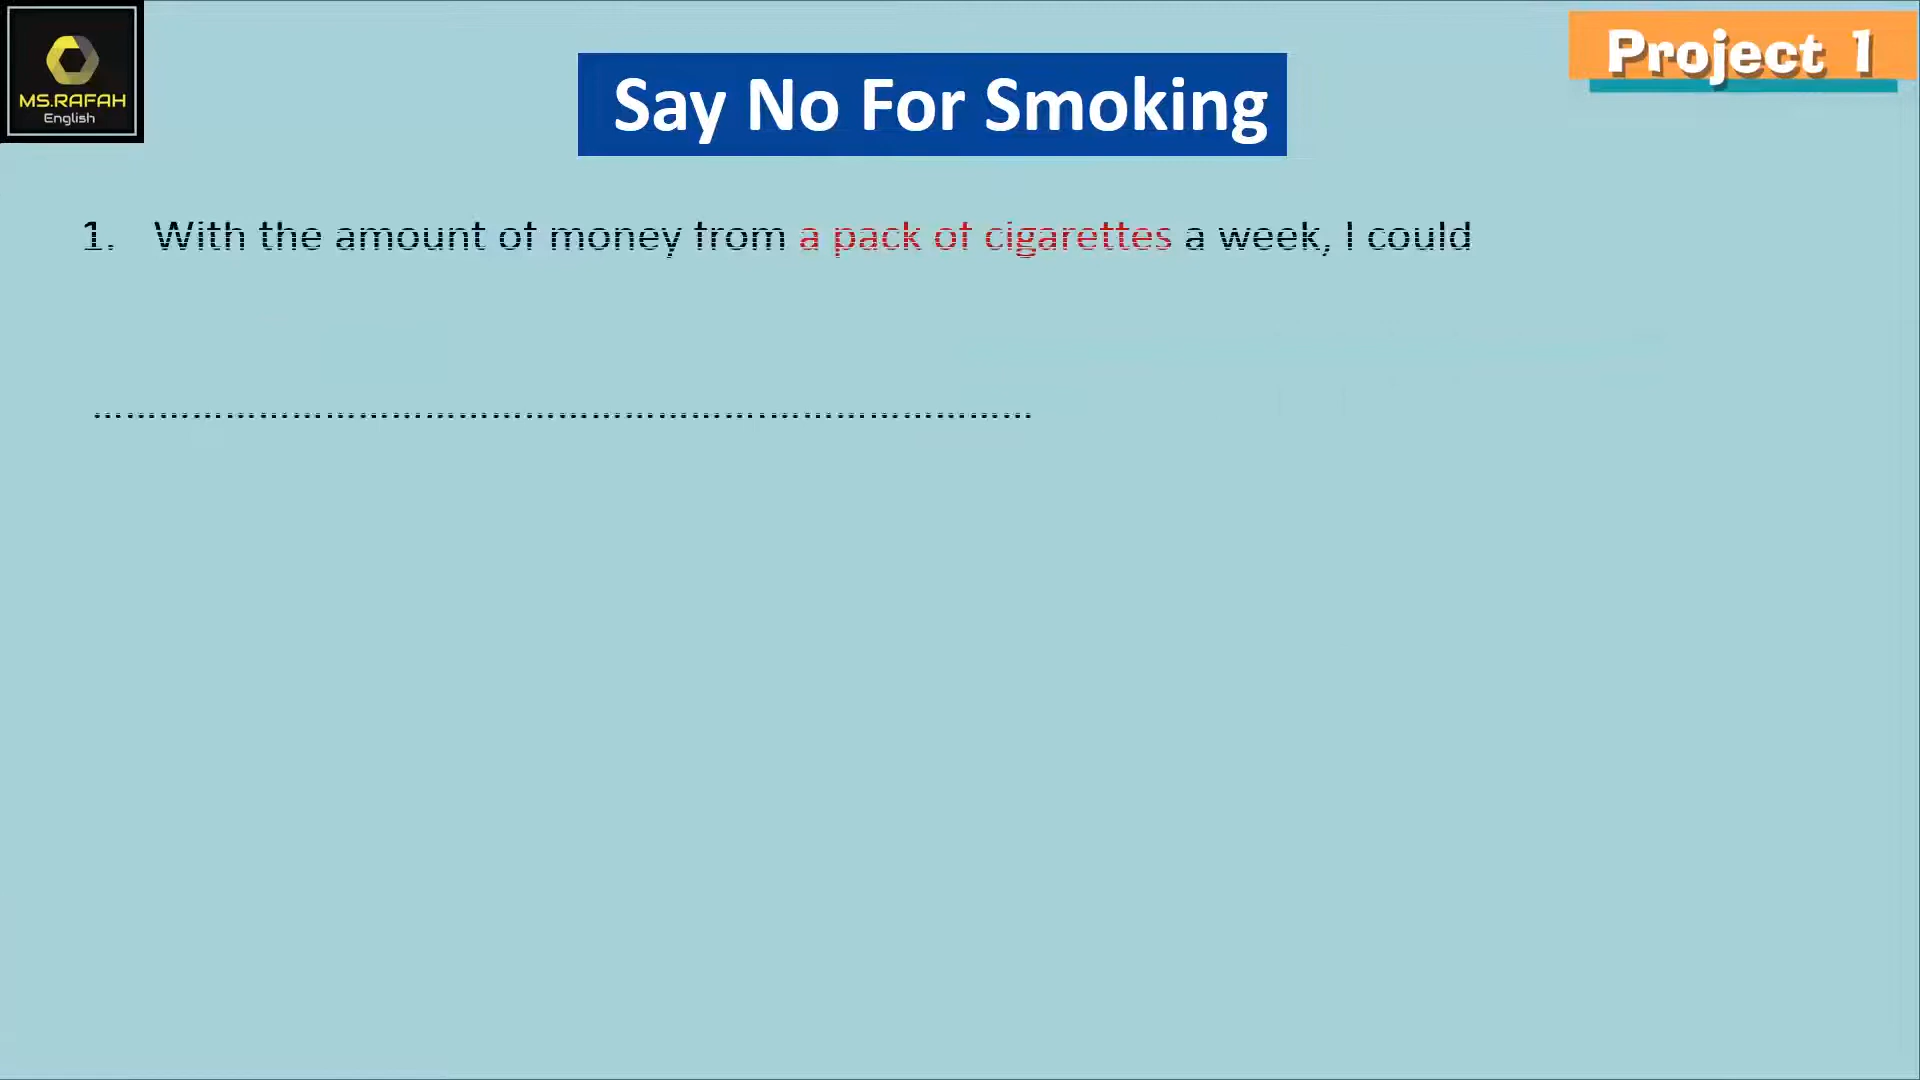 MS.RAFAH
English
Project 1
Say No For Smoking
1. With the amount of money from a pack of cigarettes a week, I could
................................................................................